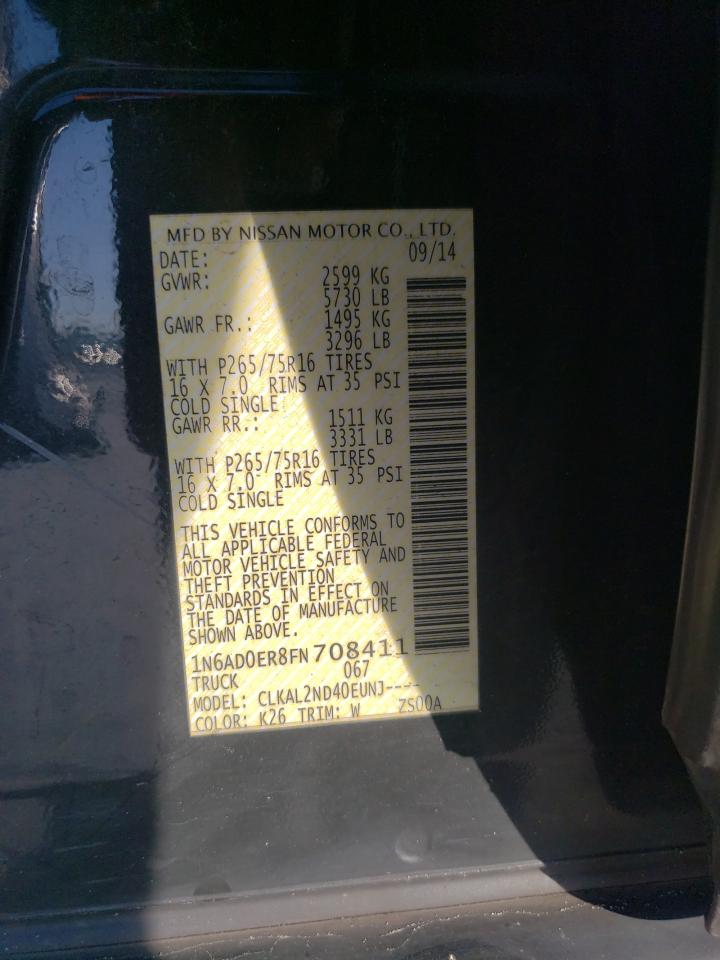 MFD BY NISSAN MOTOR CO., LTD.
DATE: 09/14
GVWR: 2599 KG
5730 LB
GAWR FR.: 1495 KG
3296 LB
WITH P265/75R16 TIRES
16 X 7.0 RIMS AT 35 PSI
COLD SINGLE
GAWR RR.: 1511 KG
3331 LB
WITH P265/75R16 TIRES
16 X 7.0 RIMS AT 35 PSI
COLD SINGLE
THIS VEHICLE CONFORMS TO
ALL APPLICABLE FEDERAL
MOTOR VEHICLE SAFETY AND
THEFT PREVENTION
STANDARDS IN EFFECT ON
THE DATE OF MANUFACTURE
SHOWN ABOVE.
1N6AD0ER8FN708411
TRUCK 067
MODEL: CLKAL2ND40EUNJ----
COLOR: K26 TRIM: W ZS00A